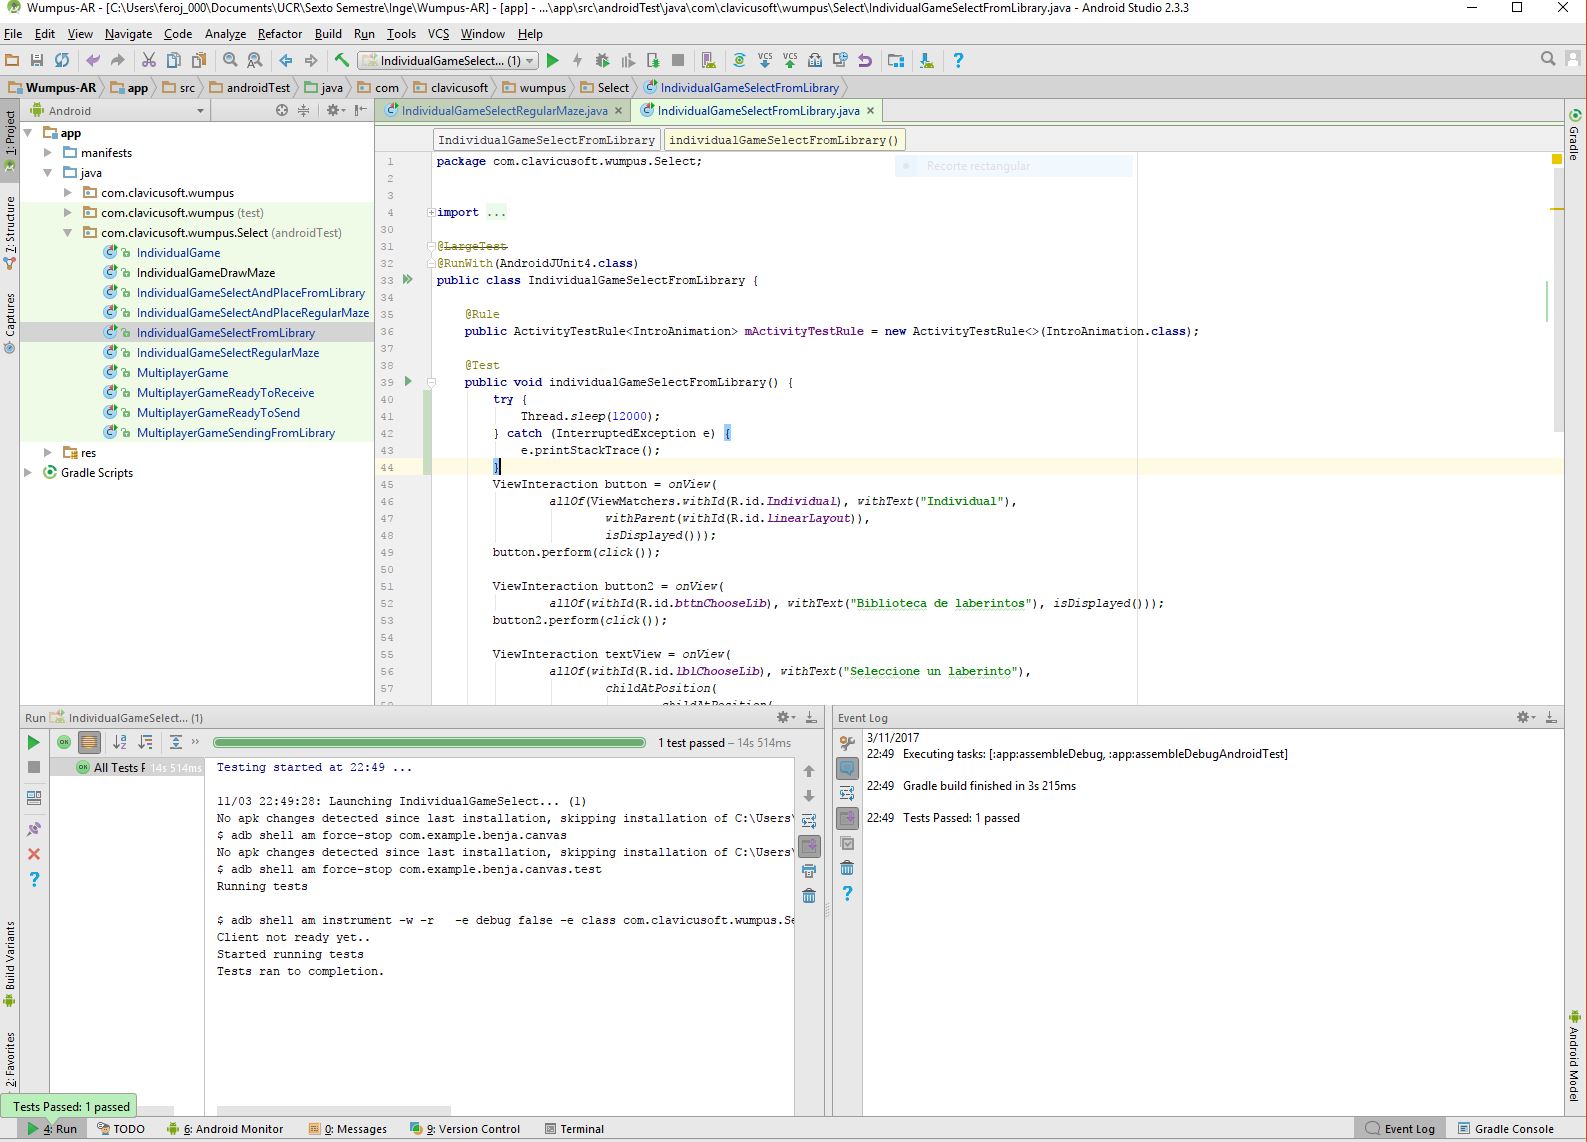 Wumpus-AR - [C:\Users\feroj_000\Documents\UCR\Sexto Semestre\Inge\Wumpus-AR] - [app] - ...\app\src\androidTest\java\com\clavicusoft\wumpus\Select\IndividualGameSelectFromLibrary.java - Android Studio 2.3.3
File Edit View Navigate Code Analyze Refactor Build Run Tools VCS Window Help
IndividualGameSelect... (1)
Wumpus-AR app src androidTest java com clavicusoft wumpus Select IndividualGameSelectFromLibrary
Android
IndividualGameSelectRegularMaze.java IndividualGameSelectFromLibrary.java
1: Project
Z: Structure
Captures
Build Variants
2: Favorites
app
manifests
java
com.clavicusoft.wumpus
com.clavicusoft.wumpus (test)
com.clavicusoft.wumpus.Select (androidTest)
IndividualGame
IndividualGameDrawMaze
IndividualGameSelectAndPlaceFromLibrary
IndividualGameSelectAndPlaceRegularMaze
IndividualGameSelectFromLibrary
IndividualGameSelectRegularMaze
MultiplayerGame
MultiplayerGameReadyToReceive
MultiplayerGameReadyToSend
MultiplayerGameSendingFromLibrary
res
Gradle Scripts
IndividualGameSelectFromLibrary individualGameSelectFromLibrary()
Recorte rectangular
1 package com.clavicusoft.wumpus.Select;
2
3
4 import ...
30
31 @LargeTest
32 @RunWith(AndroidJUnit4.class)
33 public class IndividualGameSelectFromLibrary {
34
35 @Rule
36 public ActivityTestRule<IntroAnimation> mActivityTestRule = new ActivityTestRule<>(IntroAnimation.class);
37
38 @Test
39 public void individualGameSelectFromLibrary() {
40 try {
41 Thread.sleep(12000);
42 } catch (InterruptedException e) {
43 e.printStackTrace();
44 }
45 ViewInteraction button = onView(
46 allOf(ViewMatchers.withId(R.id.Individual), withText("Individual"),
47 withParent(withId(R.id.linearLayout)),
48 isDisplayed()));
49 button.perform(click());
50
51 ViewInteraction button2 = onView(
52 allOf(withId(R.id.bttnChooseLib), withText("Biblioteca de laberintos"), isDisplayed()));
53 button2.perform(click());
54
55 ViewInteraction textView = onView(
56 allOf(withId(R.id.lblChooseLib), withText("Seleccione un laberinto"),
57 childAtPosition(
58 childAtPosition(
Gradle
Android Model
Run IndividualGameSelect... (1)
1 test passed – 14s 514ms
All Tests P 14s 514ms
Testing started at 22:49 ...
11/03 22:49:28: Launching IndividualGameSelect... (1)
No apk changes detected since last installation, skipping installation of C:\Users\
$ adb shell am force-stop com.example.benja.canvas
No apk changes detected since last installation, skipping installation of C:\Users\
$ adb shell am force-stop com.example.benja.canvas.test
Running tests
$ adb shell am instrument -w -r -e debug false -e class com.clavicusoft.wumpus.Se
Client not ready yet..
Started running tests
Tests ran to completion.
Event Log
3/11/2017
22:49 Executing tasks: [:app:assembleDebug, :app:assembleDebugAndroidTest]
22:49 Gradle build finished in 3s 215ms
22:49 Tests Passed: 1 passed
Tests Passed: 1 passed
4: Run TODO 6: Android Monitor 0: Messages 9: Version Control Terminal Event Log Gradle Console